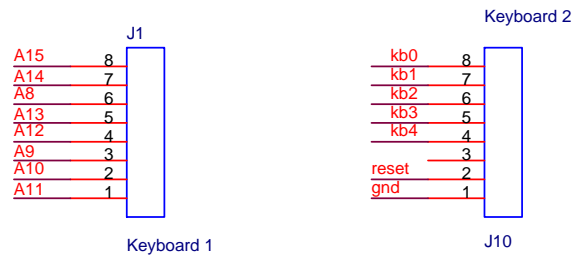 Keyboard 2
J1
A15 8 kb0 8
A14 7 kb1 7
A8 6 kb2 6
A13 5 kb3 5
A12 4 kb4 4
A9 3 3
A10 2 reset 2
A11 1 gnd 1
Keyboard 1 J10